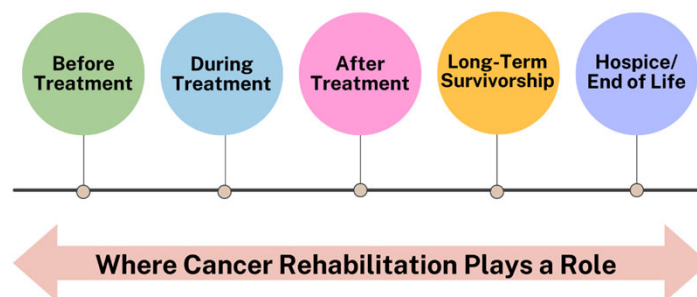 Before
Treatment
During
Treatment
After
Treatment
Long-Term
Survivorship
Hospice/
End of Life
Where Cancer Rehabilitation Plays a Role